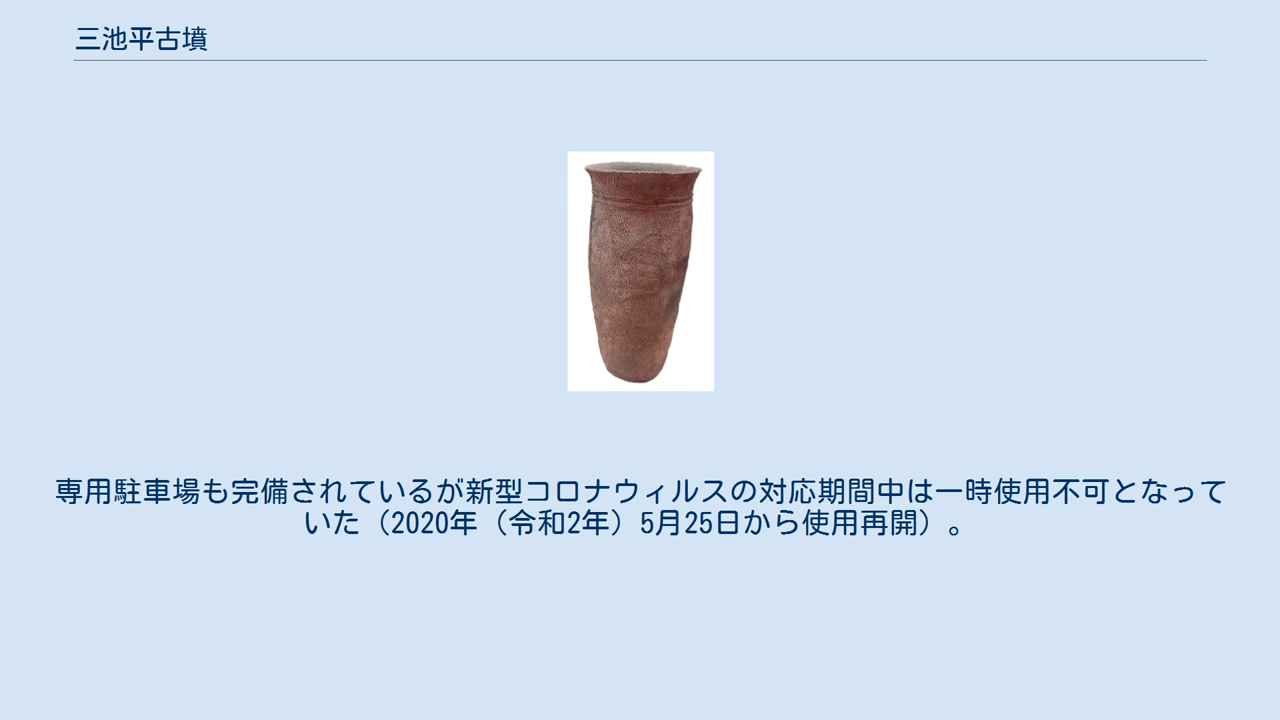 三池平古墳
専用駐車場も完備されているが新型コロナウィルスの対応期間中は一時使用不可となって
いた（2020年（令和2年）5月25日から使用再開）。